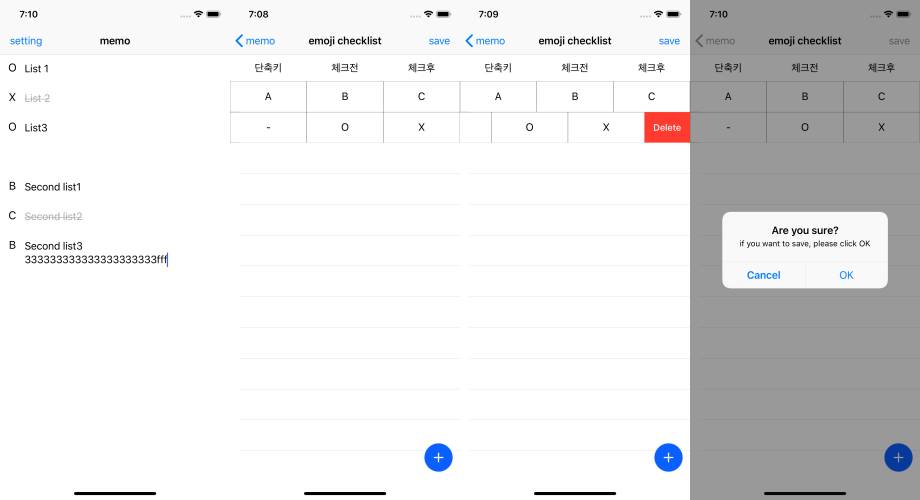 7:10
setting
memo
O List 1
X List 2
O List3
B Second list1
C Second list2
B Second list3
333333333333333333333fff
7:08
memo
emoji checklist
save
단축키 체크전 체크후
A B C
- O X
+
7:09
memo
emoji checklist
save
단축키 체크전 체크후
A B C
O X Delete
+
7:10
memo
emoji checklist
save
단축키 체크전 체크후
A B C
- O X
Are you sure?
if you want to save, please click OK
Cancel OK
+